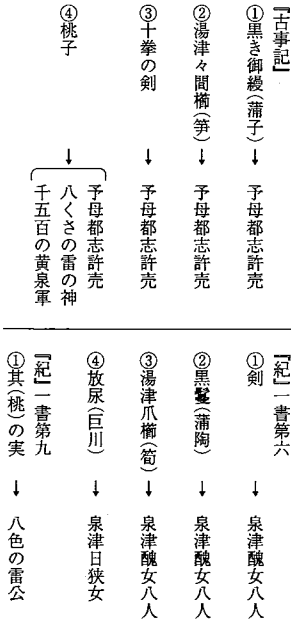 『古事記』
①黒き御縵(蒲子) → 予母都志許売
②湯津々間櫛(笋) → 予母都志許売
③十拳の剣 → 予母都志許売
④桃子 →
予母都志許売
八くさの雷の神
千五百の黄泉軍
『紀』一書第六
①剣 → 泉津醜女八人
②黒鬘(蒲陶) → 泉津醜女八人
③湯津爪櫛(筍) → 泉津醜女八人
④放尿(巨川) → 泉津日狭女
『紀』一書第九
①其(桃)の実 → 八色の雷公